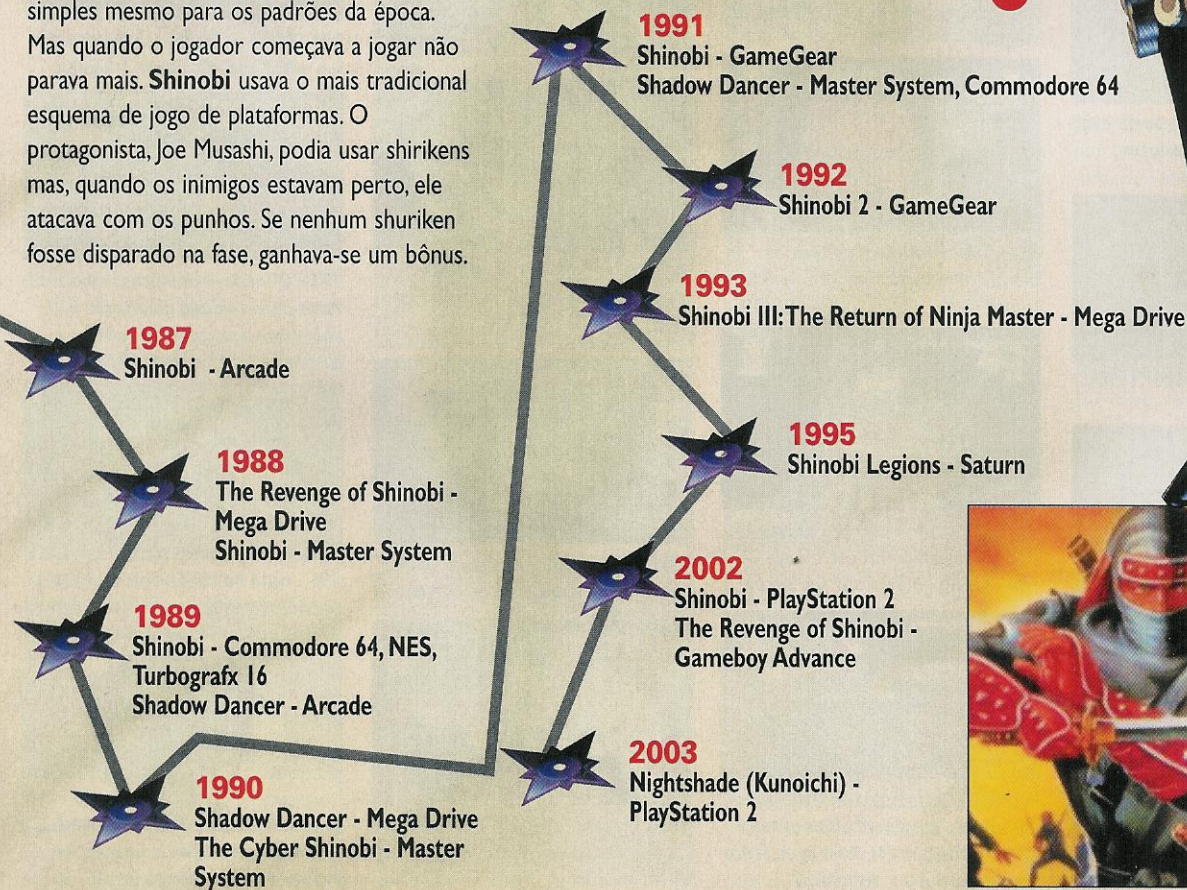 simples mesmo para os padrões da época.
Mas quando o jogador começava a jogar não
parava mais. Shinobi usava o mais tradicional
esquema de jogo de plataformas. O
protagonista, Joe Musashi, podia usar shirikens
mas, quando os inimigos estavam perto, ele
atacava com os punhos. Se nenhum shuriken
fosse disparado na fase, ganhava-se um bônus.
1987
Shinobi - Arcade
1988
The Revenge of Shinobi -
Mega Drive
Shinobi - Master System
1989
Shinobi - Commodore 64, NES,
Turbografx 16
Shadow Dancer - Arcade
1990
Shadow Dancer - Mega Drive
The Cyber Shinobi - Master
System
1991
Shinobi - GameGear
Shadow Dancer - Master System, Commodore 64
1992
Shinobi 2 - GameGear
1993
Shinobi III: The Return of Ninja Master - Mega Drive
1995
Shinobi Legions - Saturn
2002
Shinobi - PlayStation 2
The Revenge of Shinobi -
Gameboy Advance
2003
Nightshade (Kunoichi) -
PlayStation 2